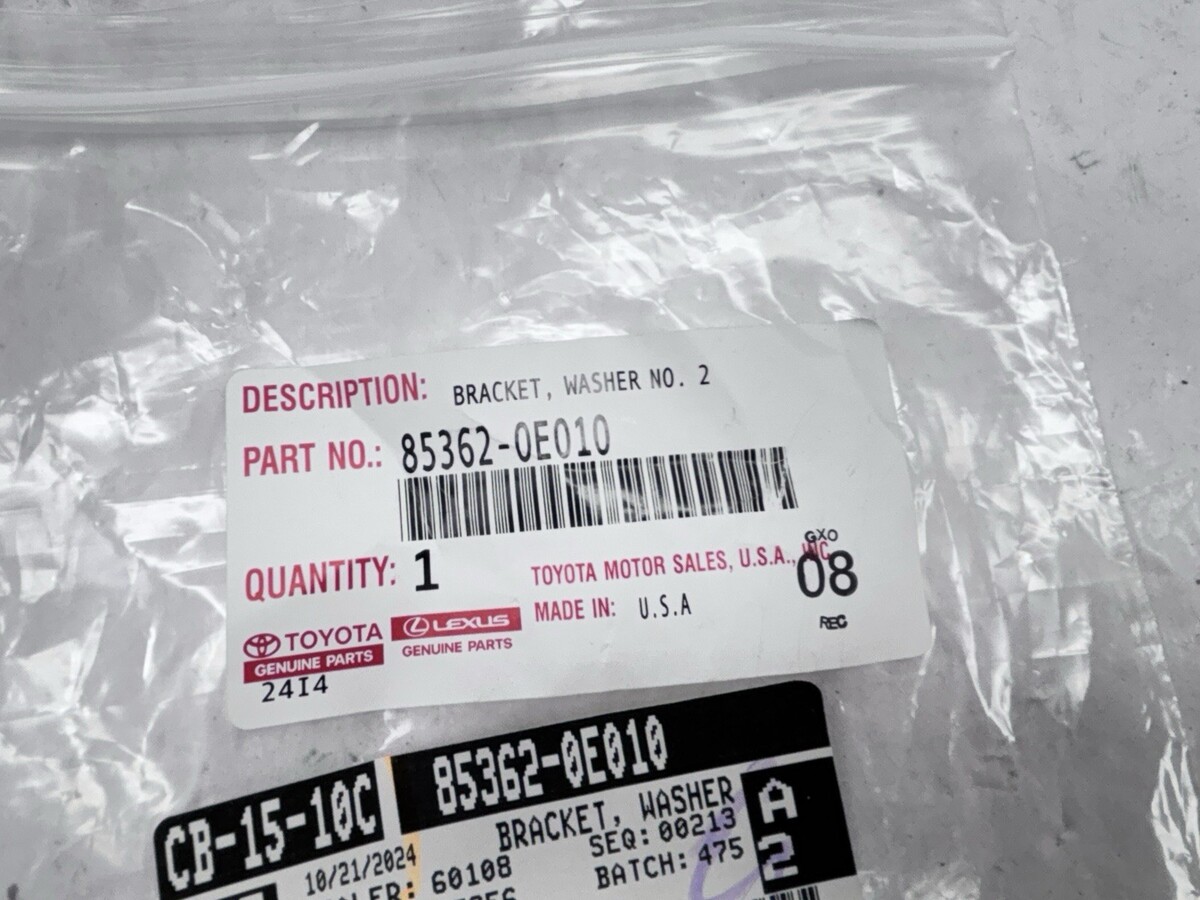 DESCRIPTION: BRACKET, WASHER NO. 2
PART NO.: 85362-0E010
QUANTITY: 1
TOYOTA MOTOR SALES, U.S.A., INC
MADE IN: U.S.A
GXO
08
REC
TOYOTA
GENUINE PARTS
LEXUS
GENUINE PARTS
24I4
CB-15-10C
85362-0E010
BRACKET, WASHER
A
2
10/21/2024
SEQ: 00213
60108
BATCH: 475